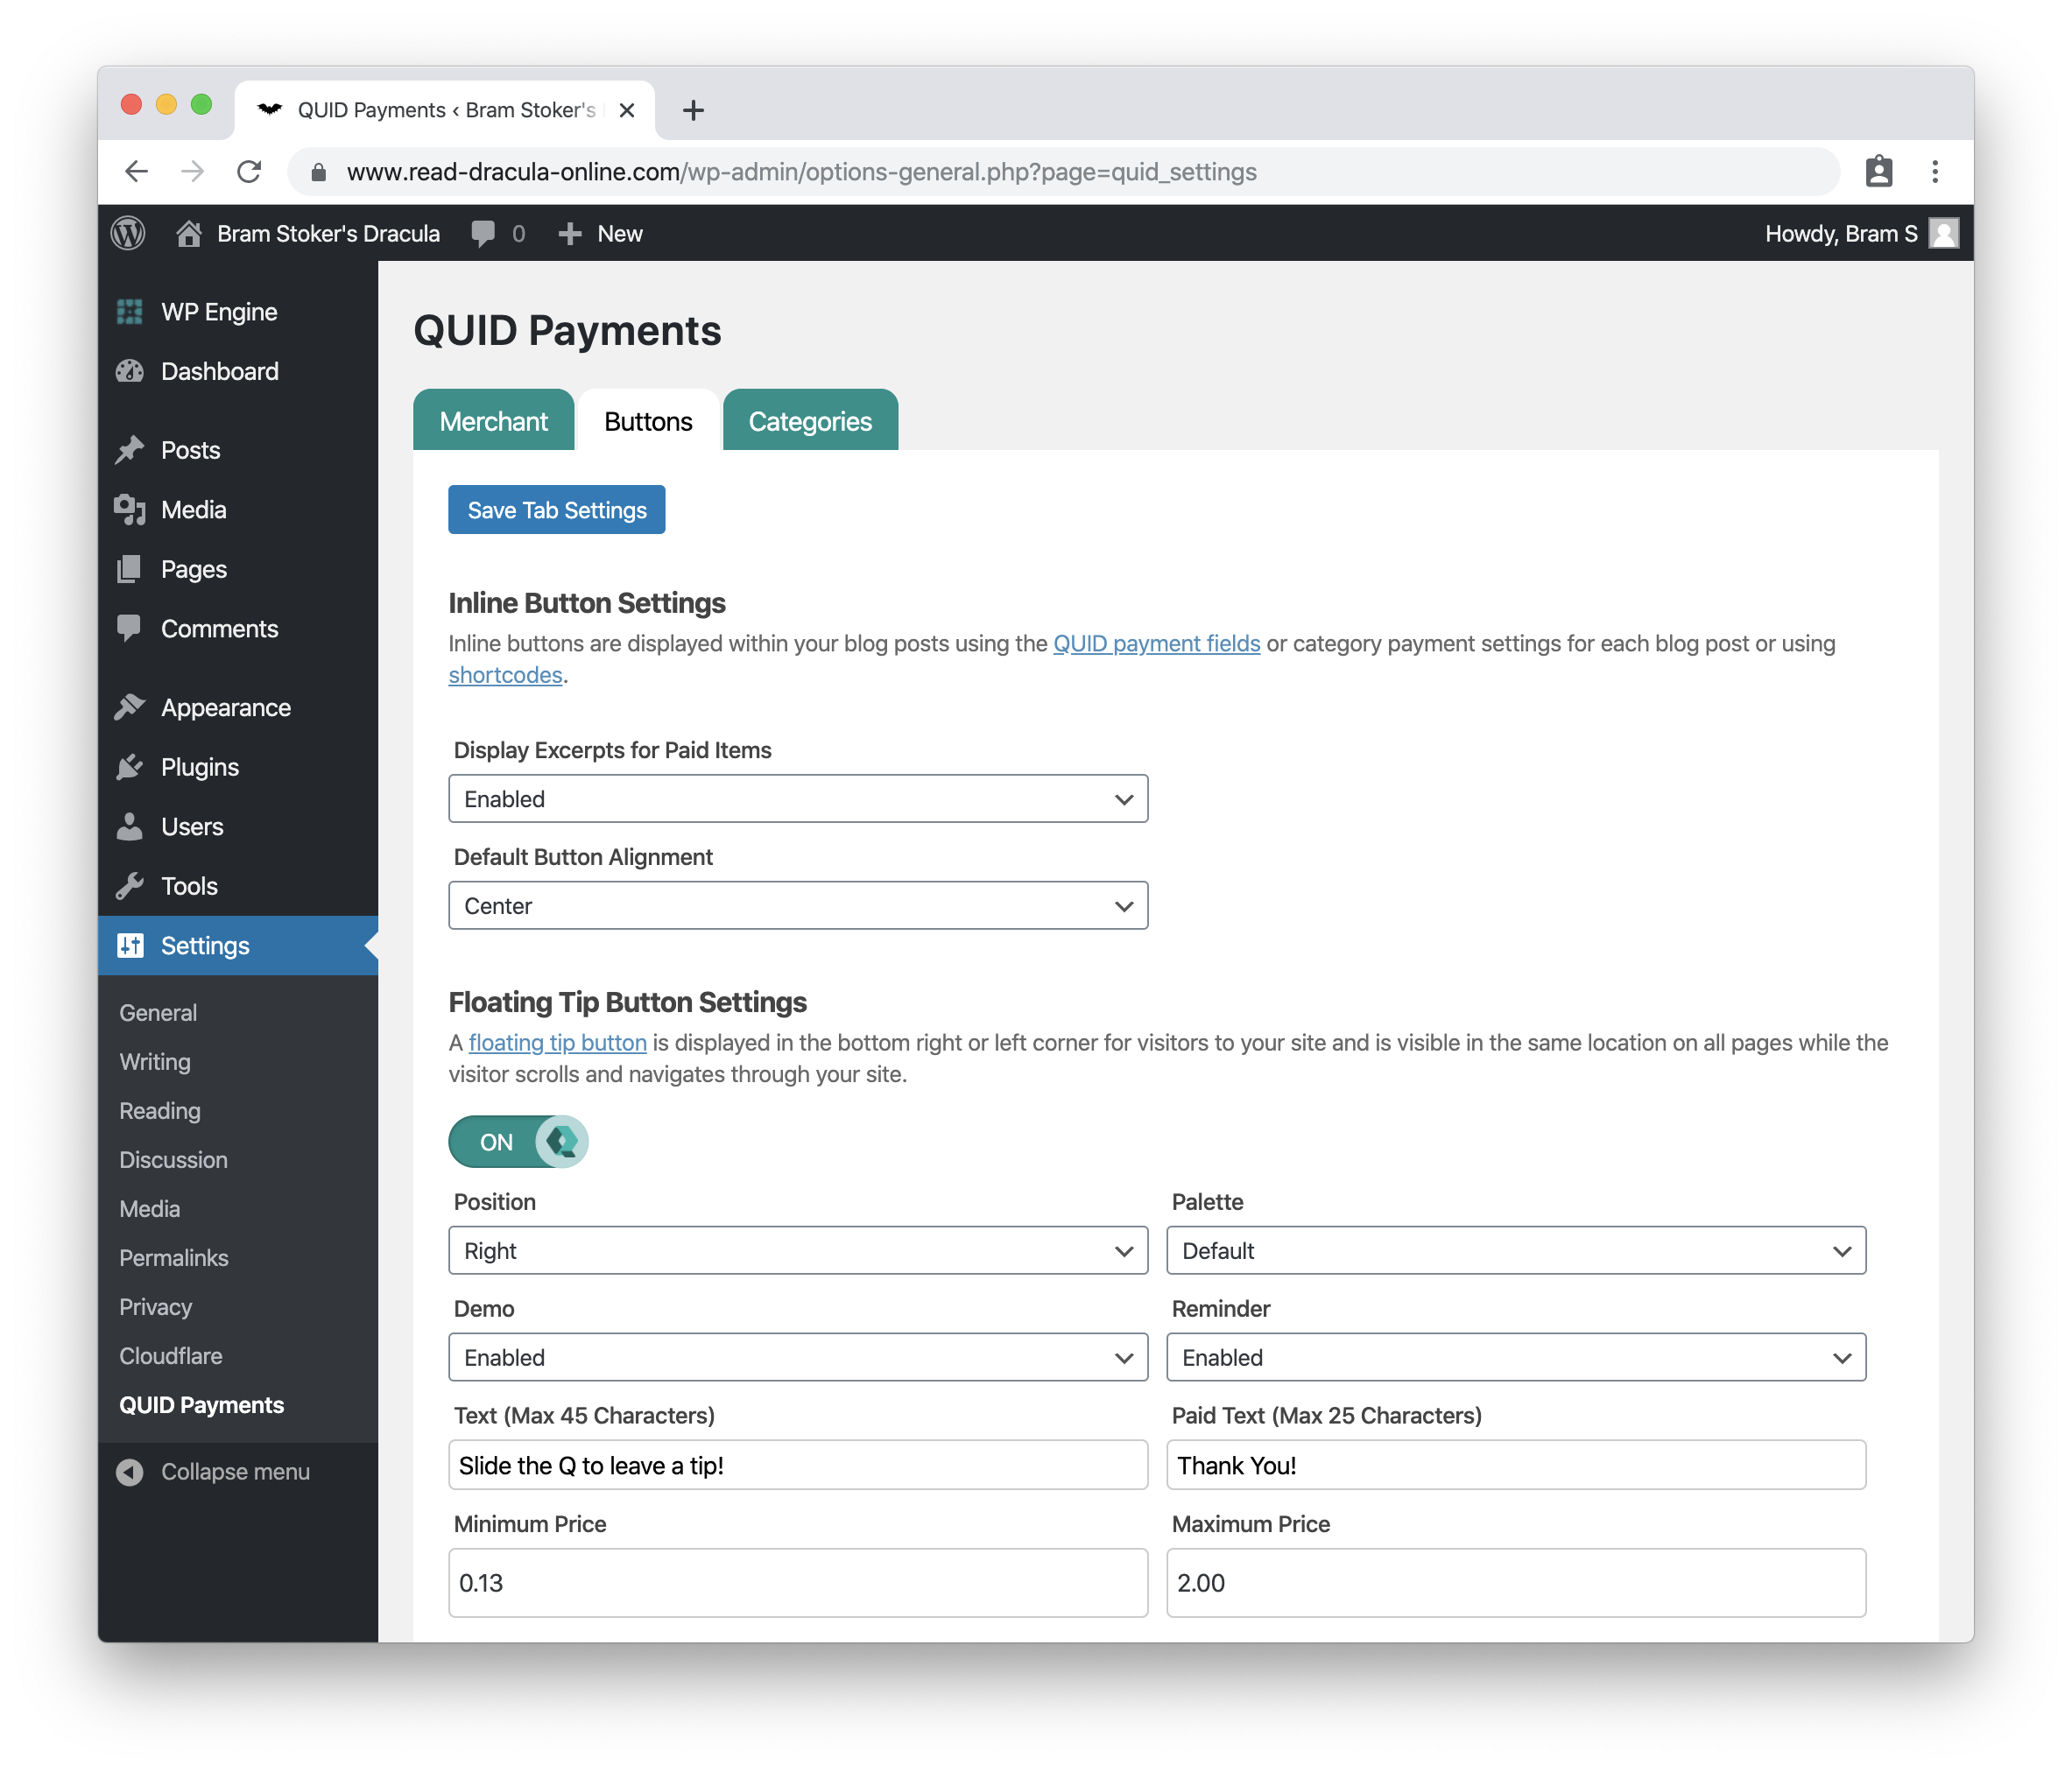 QUID Payments ‹ Bram Stoker's
www.read-dracula-online.com/wp-admin/options-general.php?page=quid_settings
Bram Stoker's Dracula 0 New Howdy, Bram S
WP Engine
Dashboard
Posts
Media
Pages
Comments
Appearance
Plugins
Users
Tools
Settings
General
Writing
Reading
Discussion
Media
Permalinks
Privacy
Cloudflare
QUID Payments
Collapse menu
QUID Payments
Merchant Buttons Categories
Save Tab Settings
Inline Button Settings
Inline buttons are displayed within your blog posts using the QUID payment fields or category payment settings for each blog post or using
shortcodes.
Display Excerpts for Paid Items
Enabled
Default Button Alignment
Center
Floating Tip Button Settings
A floating tip button is displayed in the bottom right or left corner for visitors to your site and is visible in the same location on all pages while the
visitor scrolls and navigates through your site.
ON
Position Palette
Right Default
Demo Reminder
Enabled Enabled
Text (Max 45 Characters) Paid Text (Max 25 Characters)
Slide the Q to leave a tip! Thank You!
Minimum Price Maximum Price
0.13 2.00